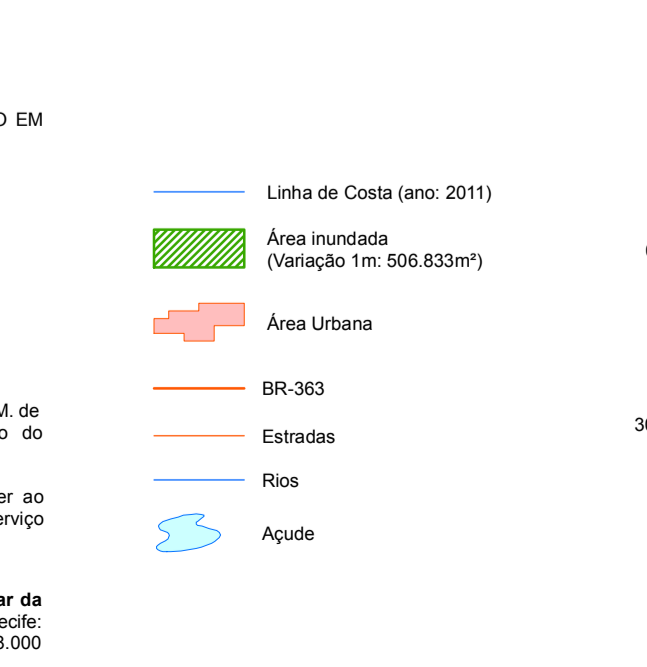 O EM
M. de
o do
er ao
erviço
ar da
ecife:
3.000
Linha de Costa (ano: 2011)
Área inundada
(Variação 1m: 506.833m²)
Área Urbana
BR-363
Estradas
Rios
Açude